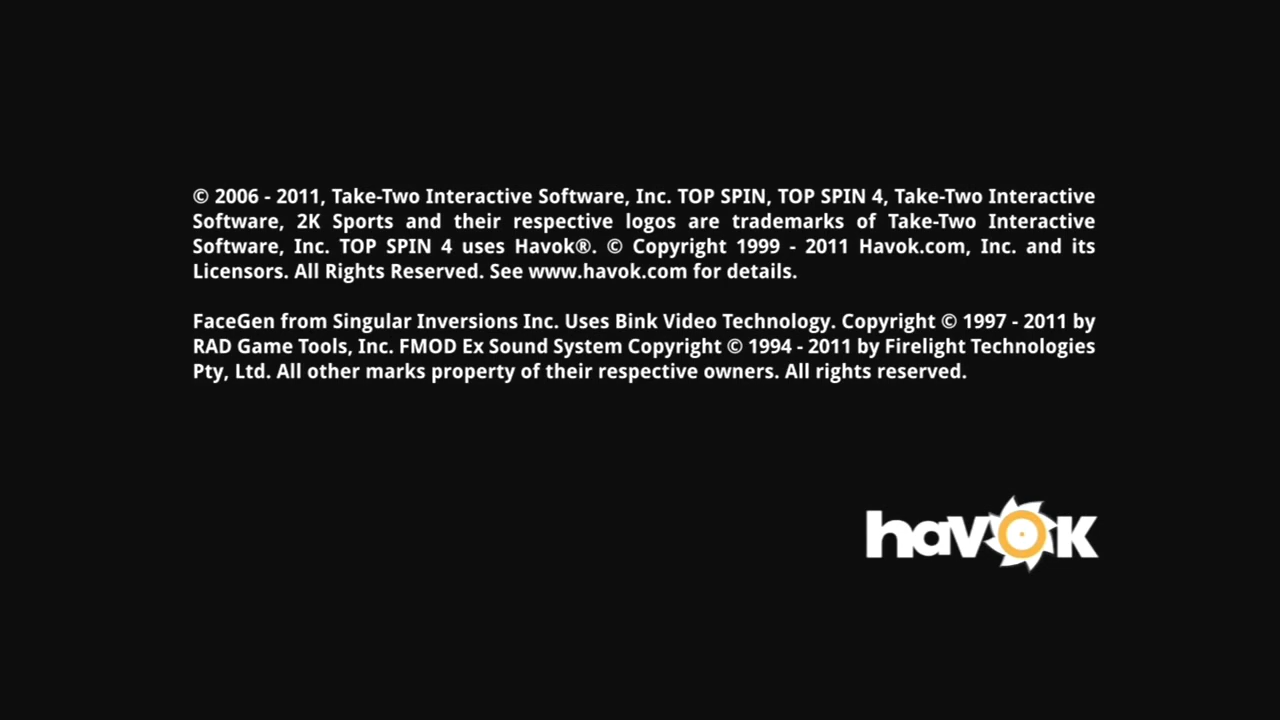 © 2006 - 2011, Take-Two Interactive Software, Inc. TOP SPIN, TOP SPIN 4, Take-Two Interactive
Software, 2K Sports and their respective logos are trademarks of Take-Two Interactive
Software, Inc. TOP SPIN 4 uses Havok®. © Copyright 1999 - 2011 Havok.com, Inc. and its
Licensors. All Rights Reserved. See www.havok.com for details.
FaceGen from Singular Inversions Inc. Uses Bink Video Technology. Copyright © 1997 - 2011 by
RAD Game Tools, Inc. FMOD Ex Sound System Copyright © 1994 - 2011 by Firelight Technologies
Pty, Ltd. All other marks property of their respective owners. All rights reserved.
havok